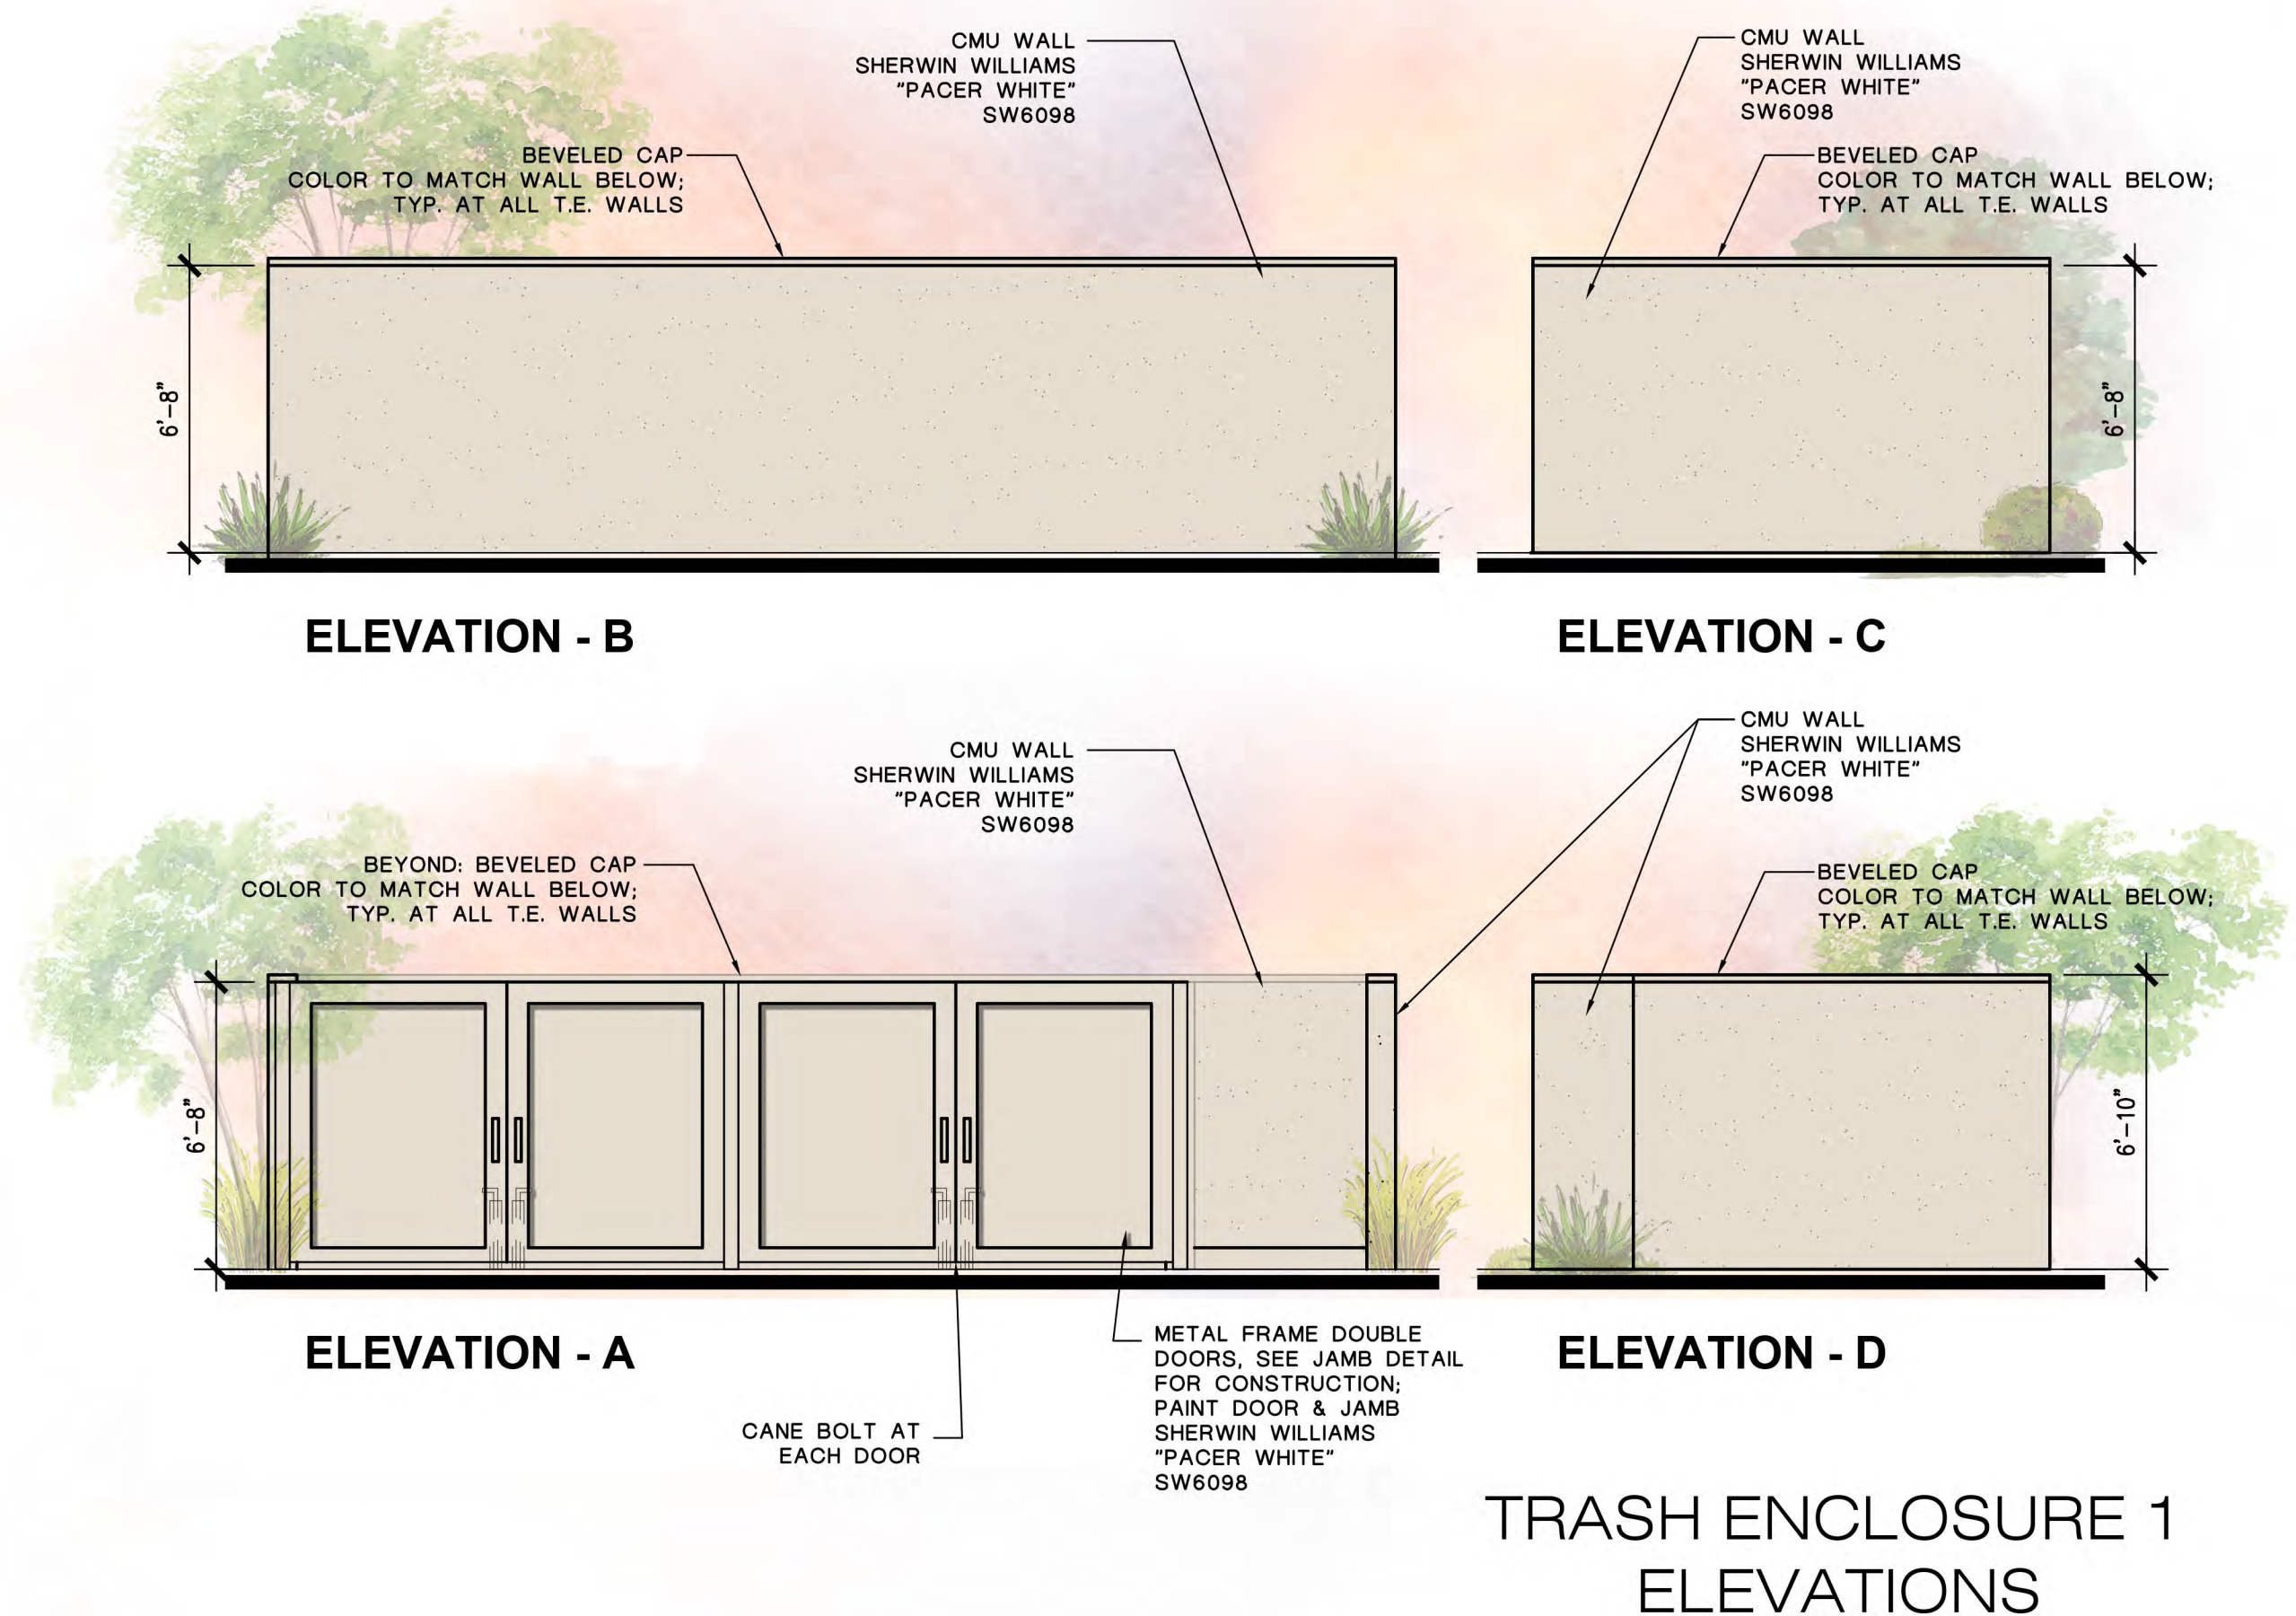 CMU WALL
SHERWIN WILLIAMS
"PACER WHITE"
SW6098
BEVELED CAP
COLOR TO MATCH WALL BELOW;
TYP. AT ALL T.E. WALLS
6'-8"
ELEVATION - B
CMU WALL
SHERWIN WILLIAMS
"PACER WHITE"
SW6098
BEVELED CAP
COLOR TO MATCH WALL BELOW;
TYP. AT ALL T.E. WALLS
6'-8"
ELEVATION - C
CMU WALL
SHERWIN WILLIAMS
"PACER WHITE"
SW6098
BEYOND: BEVELED CAP
COLOR TO MATCH WALL BELOW;
TYP. AT ALL T.E. WALLS
6'-8"
ELEVATION - A
CANE BOLT AT
EACH DOOR
METAL FRAME DOUBLE
DOORS, SEE JAMB DETAIL
FOR CONSTRUCTION;
PAINT DOOR & JAMB
SHERWIN WILLIAMS
"PACER WHITE"
SW6098
CMU WALL
SHERWIN WILLIAMS
"PACER WHITE"
SW6098
BEVELED CAP
COLOR TO MATCH WALL BELOW;
TYP. AT ALL T.E. WALLS
6'-10"
ELEVATION - D
TRASH ENCLOSURE 1
ELEVATIONS